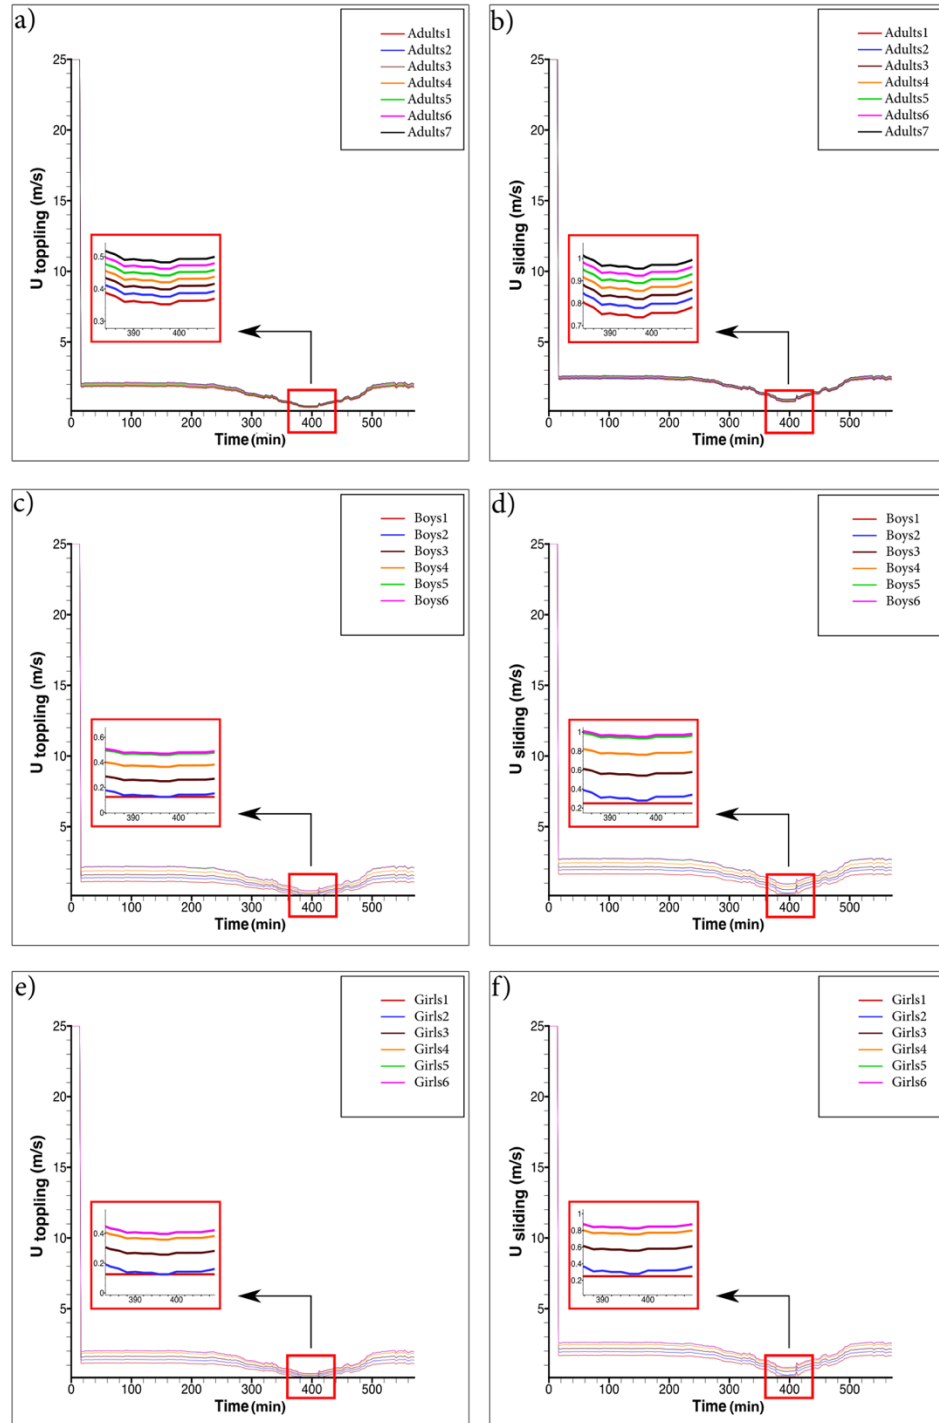 a)
Adults1
Adults2
Adults3
Adults4
Adults5
Adults6
Adults7
25
20
15
10
5
U toppling (m/s)
0.5
0.4
0.3
390 400
0 100 200 300 400 500
Time (min)
b)
Adults1
Adults2
Adults3
Adults4
Adults5
Adults6
Adults7
25
20
15
10
5
U sliding (m/s)
1
0.9
0.8
0.7
390 400
0 100 200 300 400 500
Time (min)
c)
Boys1
Boys2
Boys3
Boys4
Boys5
Boys6
25
20
15
10
5
U toppling (m/s)
0.6
0.4
0.2
0
390 400
0 100 200 300 400 500
Time (min)
d)
Boys1
Boys2
Boys3
Boys4
Boys5
Boys6
25
20
15
10
5
U sliding (m/s)
1
0.8
0.6
0.4
0.2
390 400
0 100 200 300 400 500
Time (min)
e)
Girls1
Girls2
Girls3
Girls4
Girls5
Girls6
25
20
15
10
5
U toppling (m/s)
0.4
0.2
0
390 400
0 100 200 300 400 500
Time (min)
f)
Girls1
Girls2
Girls3
Girls4
Girls5
Girls6
25
20
15
10
5
U sliding (m/s)
1
0.8
0.6
0.4
0.2
390 400
0 100 200 300 400 500
Time (min)